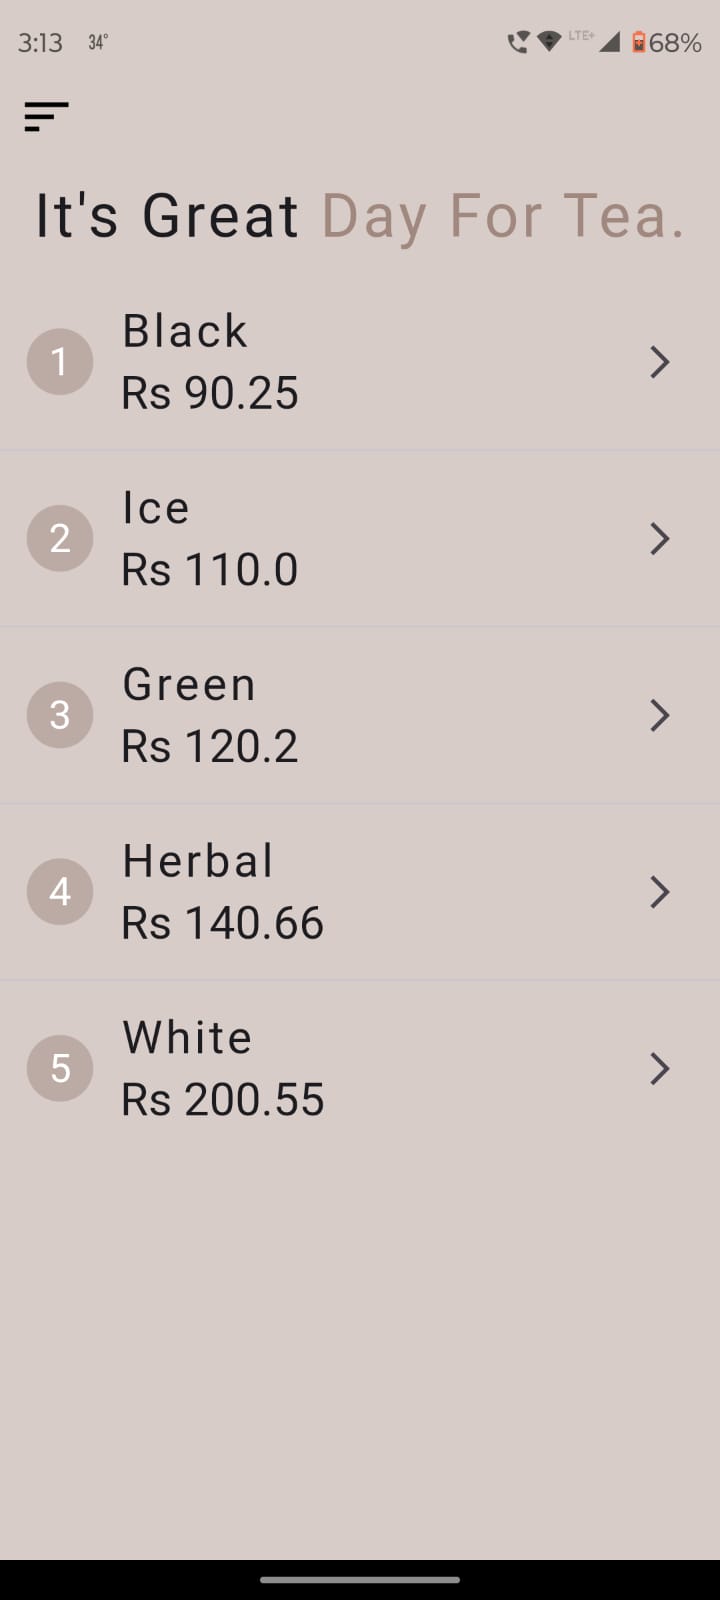 3:13 34° LTE+ 68%
It's Great Day For Tea.
1
Black
Rs 90.25
2
Ice
Rs 110.0
3
Green
Rs 120.2
4
Herbal
Rs 140.66
5
White
Rs 200.55